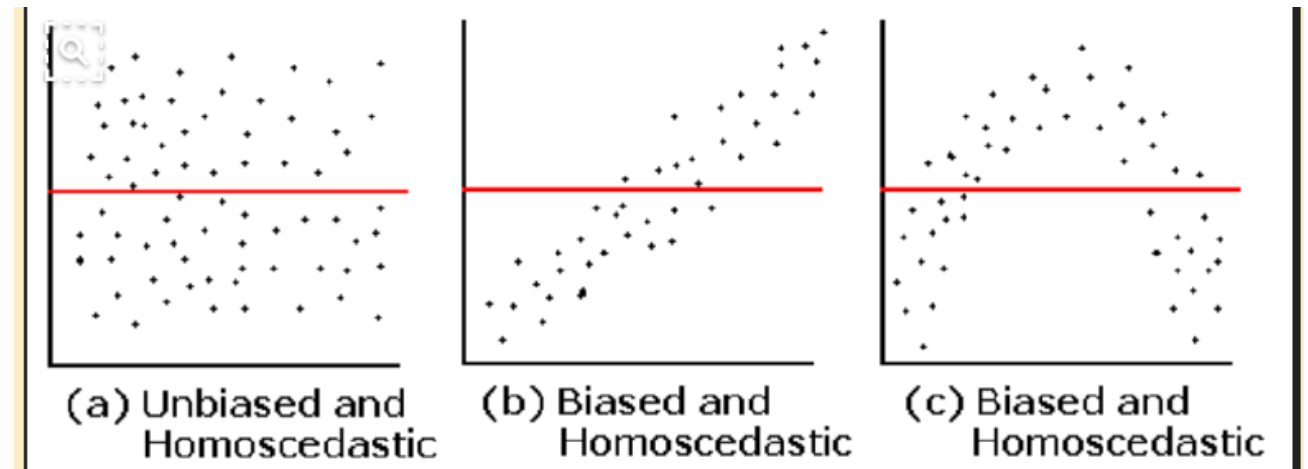 (a) Unbiased and
Homoscedastic
(b) Biased and
Homoscedastic
(c) Biased and
Homoscedastic